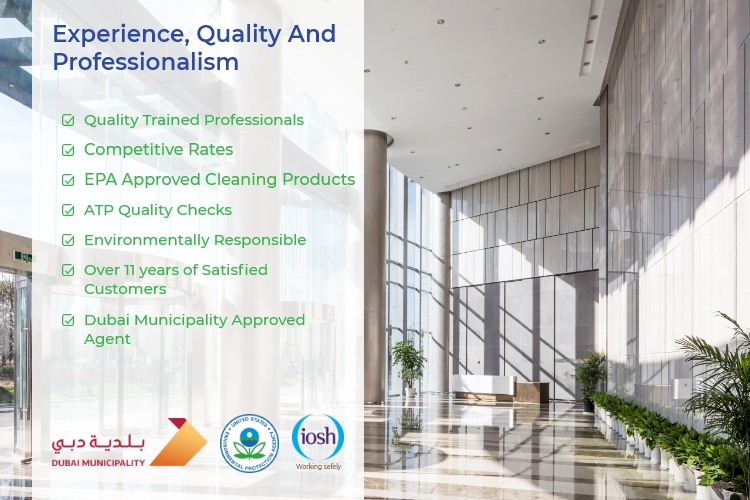 Experience, Quality And
Professionalism
Quality Trained Professionals
Competitive Rates
EPA Approved Cleaning Products
ATP Quality Checks
Environmentally Responsible
Over 11 years of Satisfied
Customers
Dubai Municipality Approved
Agent
بلدية دبي
DUBAI MUNICIPALITY
UNITED STATES
ENVIRONMENTAL PROTECTION AGENCY
iosh
Working safely